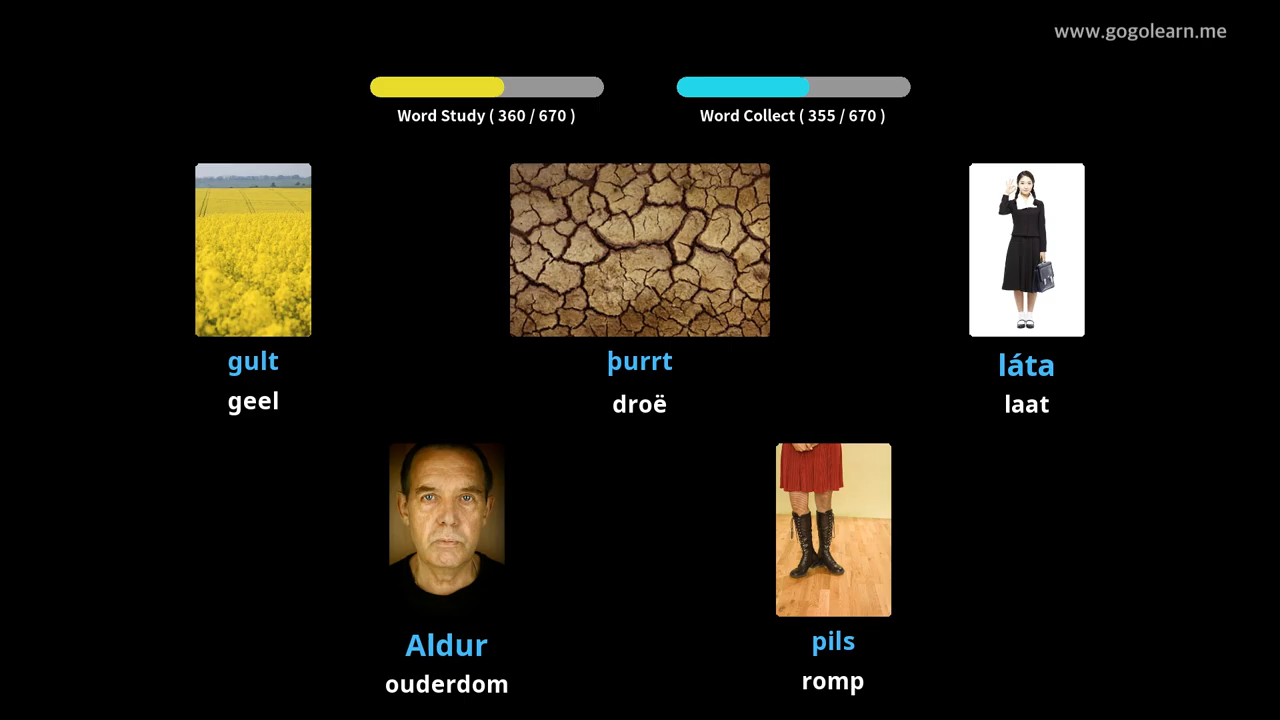 www.gogolearn.me
Word Study ( 360 / 670 )
Word Collect ( 355 / 670 )
gult
þurrt
láta
geel
droë
laat
Aldur
pils
ouderdom
romp